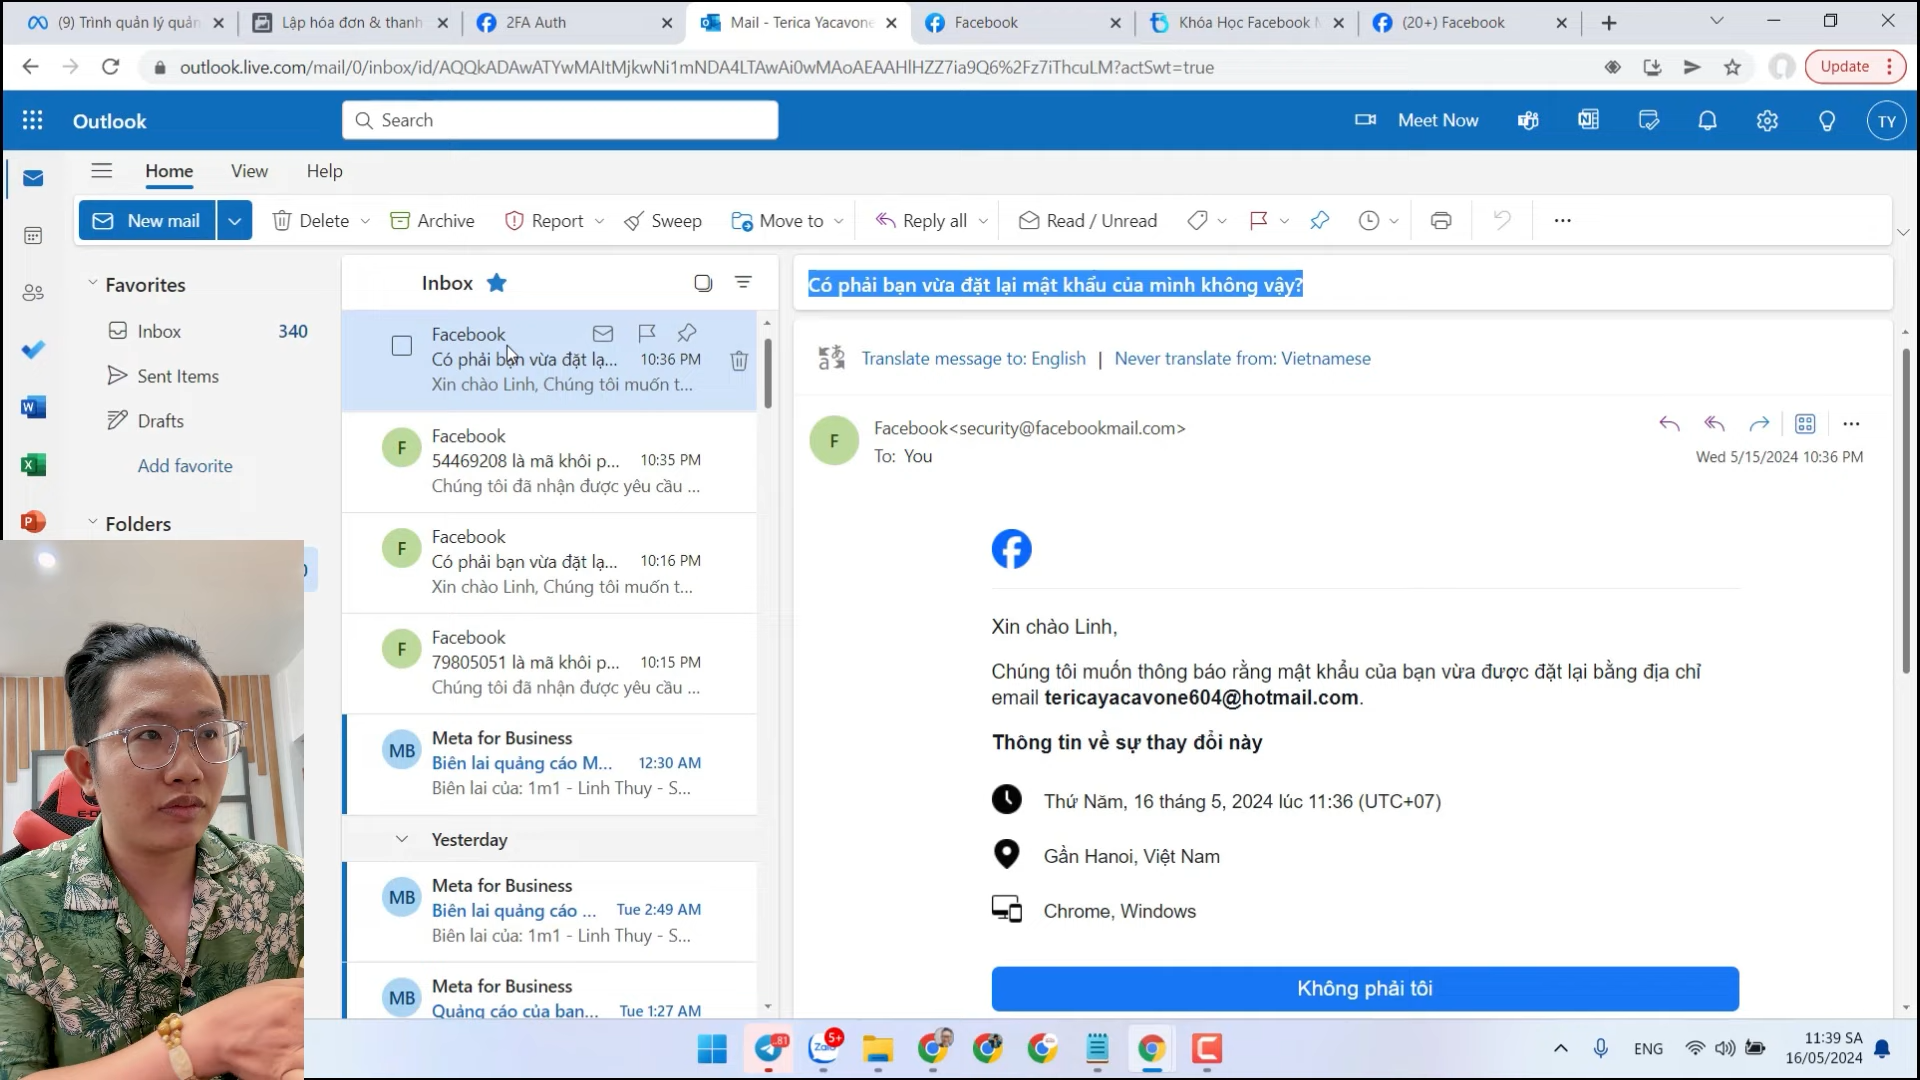 (9) Trình quản lý quản
Lập hóa đơn & thanh
2FA Auth
Mail - Terica Yacavone
Facebook
Khóa Học Facebook M
(20+) Facebook
outlook.live.com/mail/0/inbox/id/AQQkADAwATYwMAItMjkwNi1mNDA4LTAwAi0wMAoAEAAHlHZZ7ia9Q6%2Fz7iThcuLM?actSwt=true
Update
Outlook
Search
Meet Now
TY
Home
View
Help
New mail
Delete
Archive
Report
Sweep
Move to
Reply all
Read / Unread
Favorites
Inbox
340
Sent Items
Drafts
Add favorite
Folders
Inbox
Facebook
Có phải bạn vừa đặt lạ...
10:36 PM
Xin chào Linh, Chúng tôi muốn t...
F
Facebook
54469208 là mã khôi p...
10:35 PM
Chúng tôi đã nhận được yêu cầu ...
F
Facebook
Có phải bạn vừa đặt lạ...
10:16 PM
Xin chào Linh, Chúng tôi muốn t...
F
Facebook
79805051 là mã khôi p...
10:15 PM
Chúng tôi đã nhận được yêu cầu ...
MB
Meta for Business
Biên lai quảng cáo M...
12:30 AM
Biên lai của: 1m1 - Linh Thuy - S...
Yesterday
MB
Meta for Business
Biên lai quảng cáo ...
Tue 2:49 AM
Biên lai của: 1m1 - Linh Thuy - S...
MB
Meta for Business
Quảng cáo của bạn...
Tue 1:27 AM
Có phải bạn vừa đặt lại mật khẩu của mình không vậy?
Translate message to: English | Never translate from: Vietnamese
F
Facebook<security@facebookmail.com>
To: You
Wed 5/15/2024 10:36 PM
Xin chào Linh,
Chúng tôi muốn thông báo rằng mật khẩu của bạn vừa được đặt lại bằng địa chỉ
email tericayacavone604@hotmail.com.
Thông tin về sự thay đổi này
Thứ Năm, 16 tháng 5, 2024 lúc 11:36 (UTC+07)
Gần Hanoi, Việt Nam
Chrome, Windows
Không phải tôi
81
Zalo
5+
ENG
11:39 SA
16/05/2024